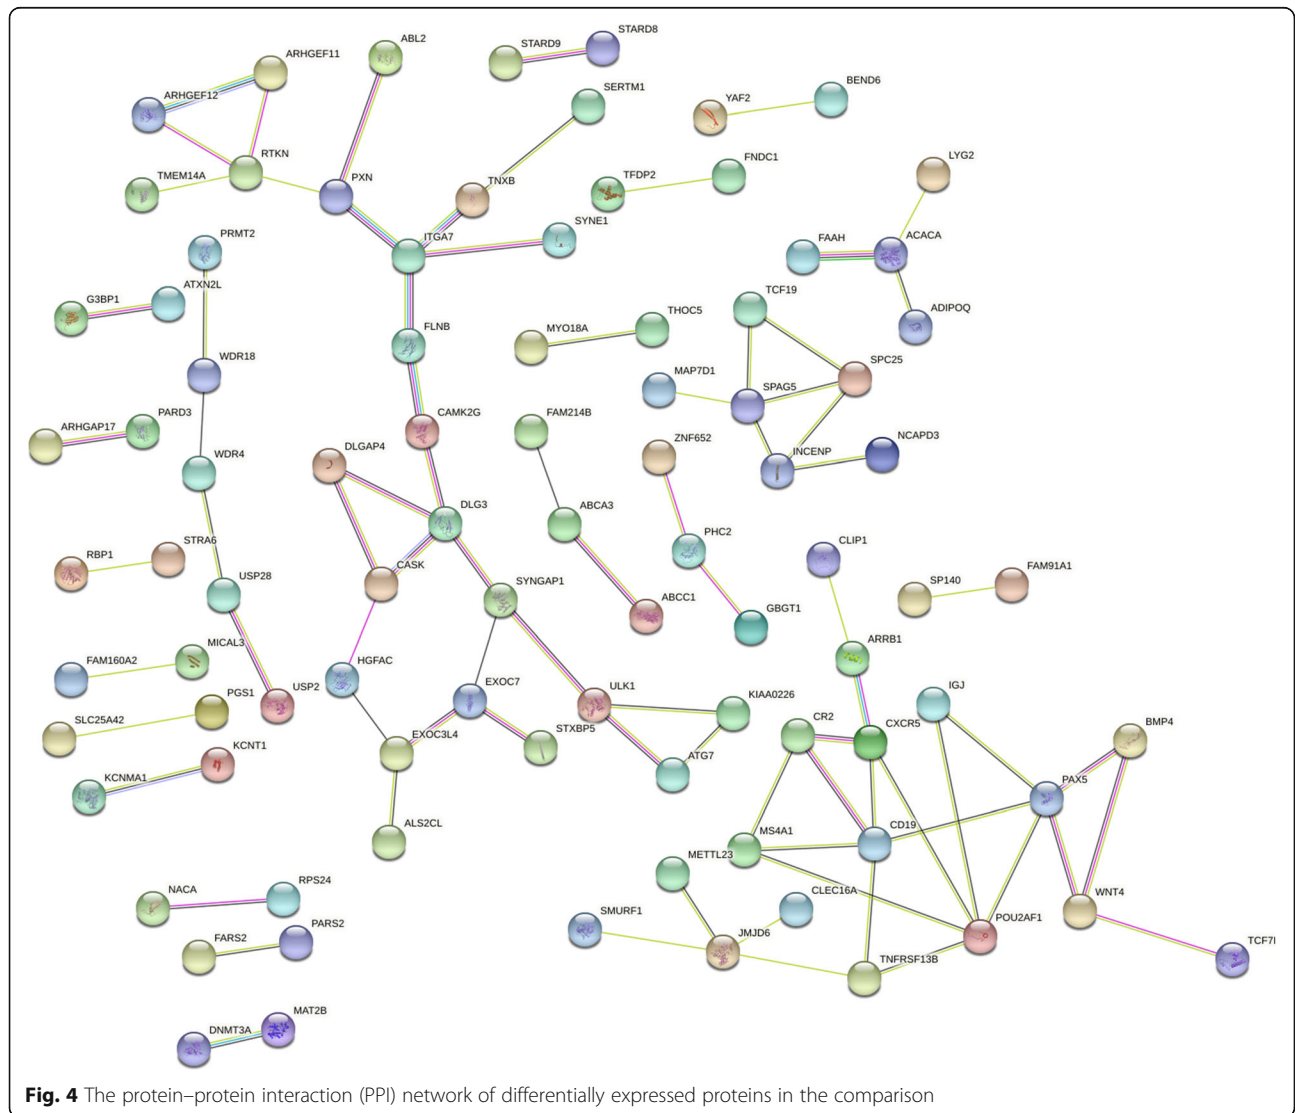 ABL2
STARD8
STARD9
ARHGEF11
ARHGEF12
SERTM1
YAF2
BEND6
RTKN
TMEM14A
PXN
TNXB
TFDP2
FNDC1
LYG2
SYNE1
ITGA7
PRMT2
FAAH
ACACA
ATXN2L
G3BP1
TCF19
ADIPOQ
THOC5
MYO18A
FLNB
WDR18
SPC25
MAP7D1
SPAG5
PARD3
ARHGAP17
CAMK2G
FAM214B
ZNF652
NCAPD3
INCENP
DLGAP4
WDR4
DLG3
ABCA3
PHC2
CLIP1
STRA6
RBP1
CASK
SYNGAP1
USP28
ABCC1
GBGT1
SP140
FAM91A1
ARRB1
MICAL3
FAM160A2
HGFAC
USP2
EXOC7
ULK1
KIAA0226
IGJ
PGS1
SLC25A42
EXOC3L4
STXBP5
CR2
CXCR5
BMP4
KCNT1
KCNMA1
ATG7
PAX5
ALS2CL
MS4A1
CD19
METTL23
CLEC16A
NACA
RPS24
WNT4
SMURF1
JMJD6
POU2AF1
FARS2
PARS2
TNFRSF13B
TCF7l
DNMT3A
MAT2B
Fig. 4 The protein–protein interaction (PPI) network of differentially expressed proteins in the comparison